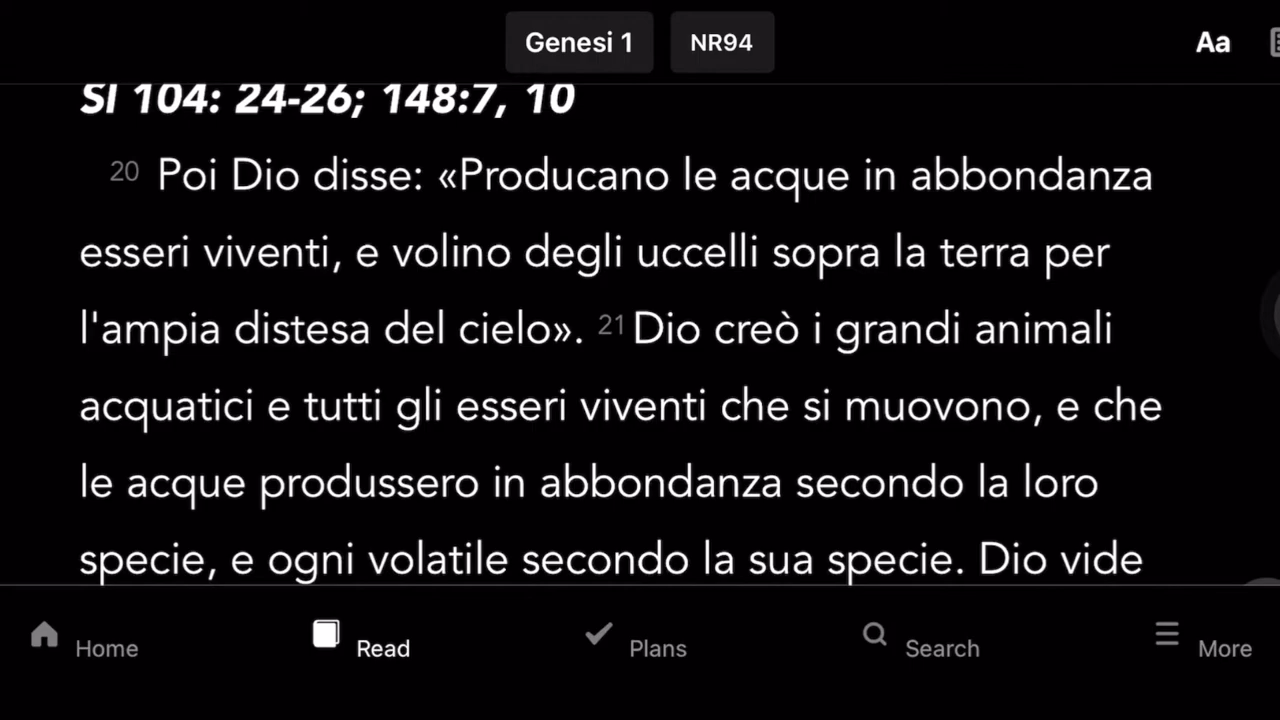 Genesi 1 NR94 Aa
Sl 104: 24-26; 148:7, 10
20 Poi Dio disse: «Producano le acque in abbondanza
esseri viventi, e volino degli uccelli sopra la terra per
l'ampia distesa del cielo». 21 Dio creò i grandi animali
acquatici e tutti gli esseri viventi che si muovono, e che
le acque produssero in abbondanza secondo la loro
specie, e ogni volatile secondo la sua specie. Dio vide
Home Read Plans Search More